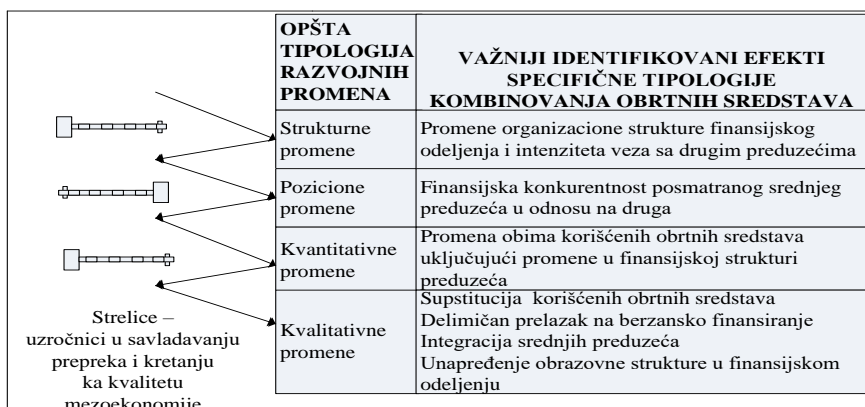 OPŠTA
TIPOLOGIJA
RAZVOJNIH
PROMENA
VAŽNIJI IDENTIFIKOVANI EFEKTI
SPECIFIČNE TIPOLOGIJE
KOMBINOVANJA OBRTNIH SREDSTAVA
Strukturne
promene
Promene organizacione strukture finansijskog
odeljenja i intenziteta veza sa drugim preduzećima
Pozicione
promene
Finansijska konkurentnost posmatranog srednjeg
preduzeća u odnosu na druga
Kvantitativne
promene
Promena obima korišćenih obrtnih sredstava
uključujući promene u finansijskoj strukturi
preduzeća
Kvalitativne
promene
Supstitucija korišćenih obrtnih sredstava
Delimičan prelazak na berzansko finansiranje
Integracija srednjih preduzeća
Unapređenje obrazovne strukture u finansijskom
odeljenju
Strelice –
uzročnici u savladavanju
prepreka i kretanju
ka kvalitetu
mezoekonomije